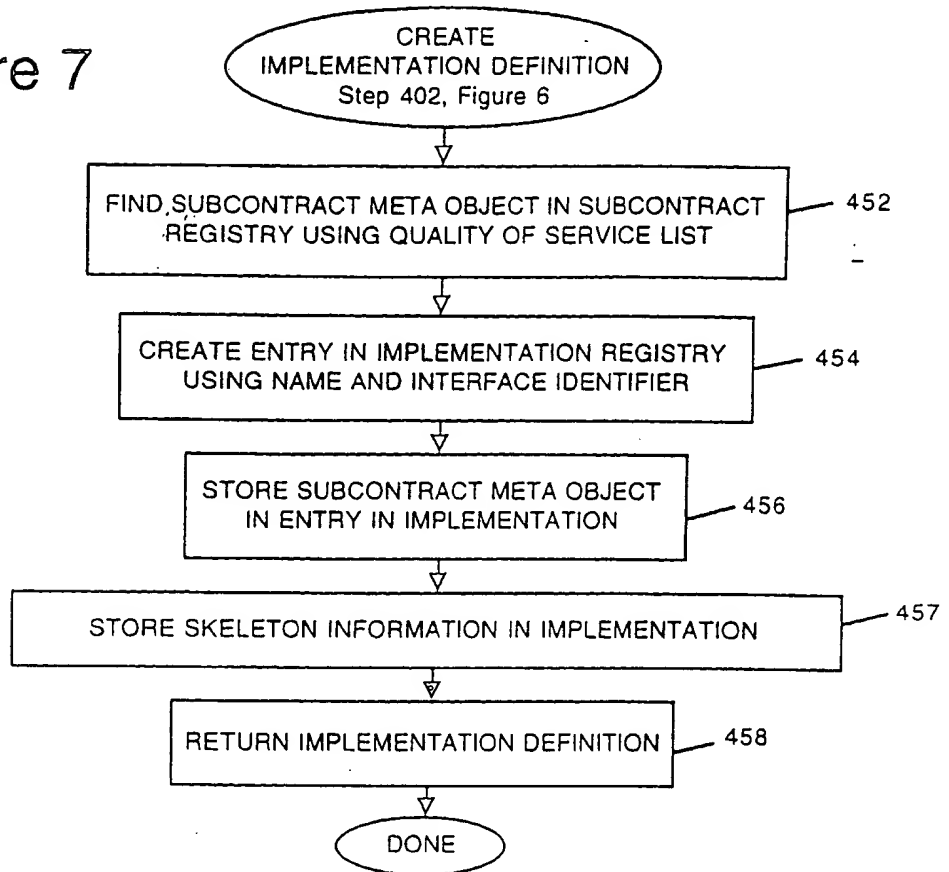 re 7
CREATE
IMPLEMENTATION DEFINITION
Step 402, Figure 6
FIND SUBCONTRACT META OBJECT IN SUBCONTRACT
REGISTRY USING QUALITY OF SERVICE LIST
452
CREATE ENTRY IN IMPLEMENTATION REGISTRY
USING NAME AND INTERFACE IDENTIFIER
454
STORE SUBCONTRACT META OBJECT
IN ENTRY IN IMPLEMENTATION
456
STORE SKELETON INFORMATION IN IMPLEMENTATION
457
RETURN IMPLEMENTATION DEFINITION
458
DONE